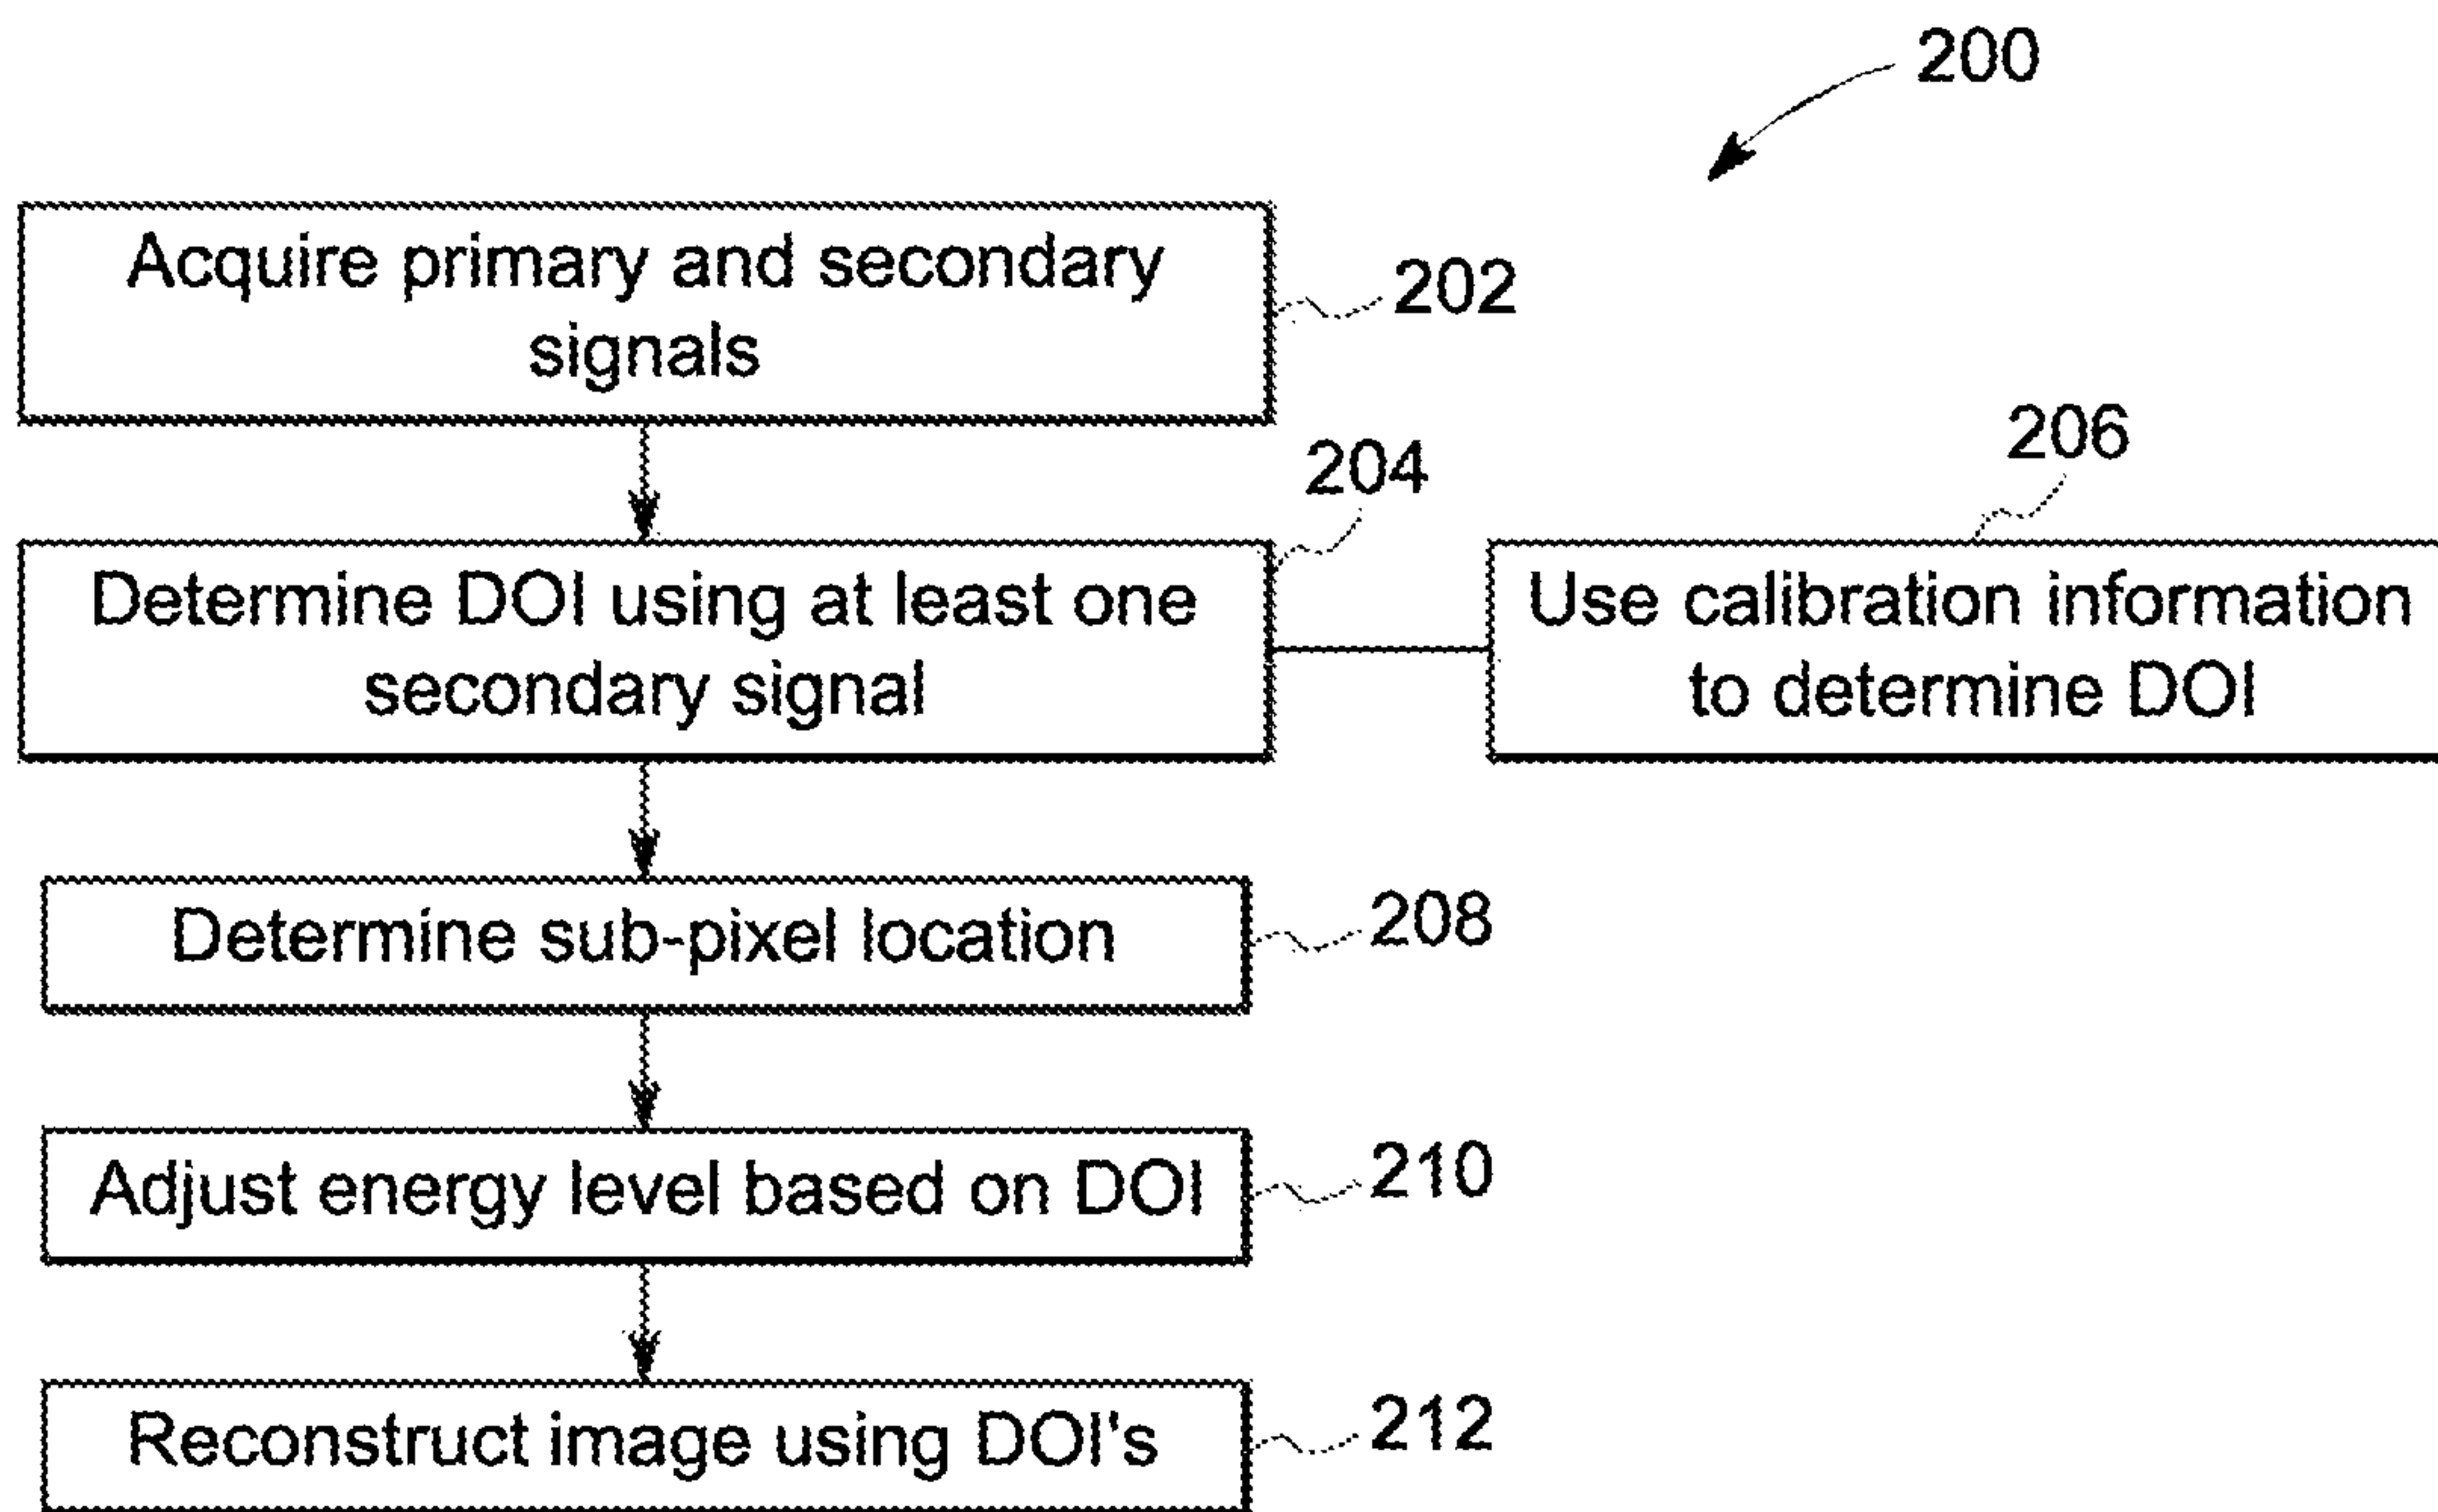 200
Acquire primary and secondary
signals
202
204
206
Determine DOI using at least one
secondary signal
Use calibration information
to determine DOI
Determine sub-pixel location
208
Adjust energy level based on DOI
210
Reconstruct image using DOI's
212